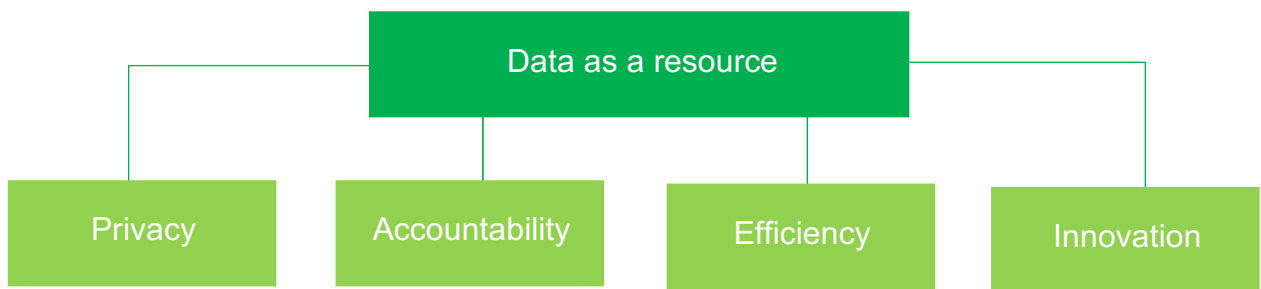 Data as a resource
Privacy
Accountability
Efficiency
Innovation